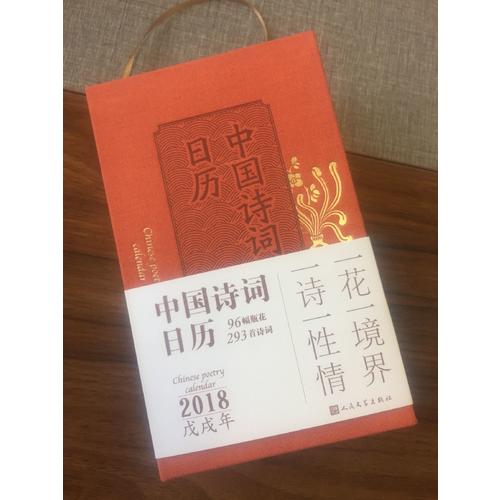 中国诗词
日历
Chinese poetry
calendar
中国诗词
日历
96幅瓶花
293首诗词
Chinese poetry
calendar
2018
戊戌年
一花一境界
一诗一性情
人民文学出版社